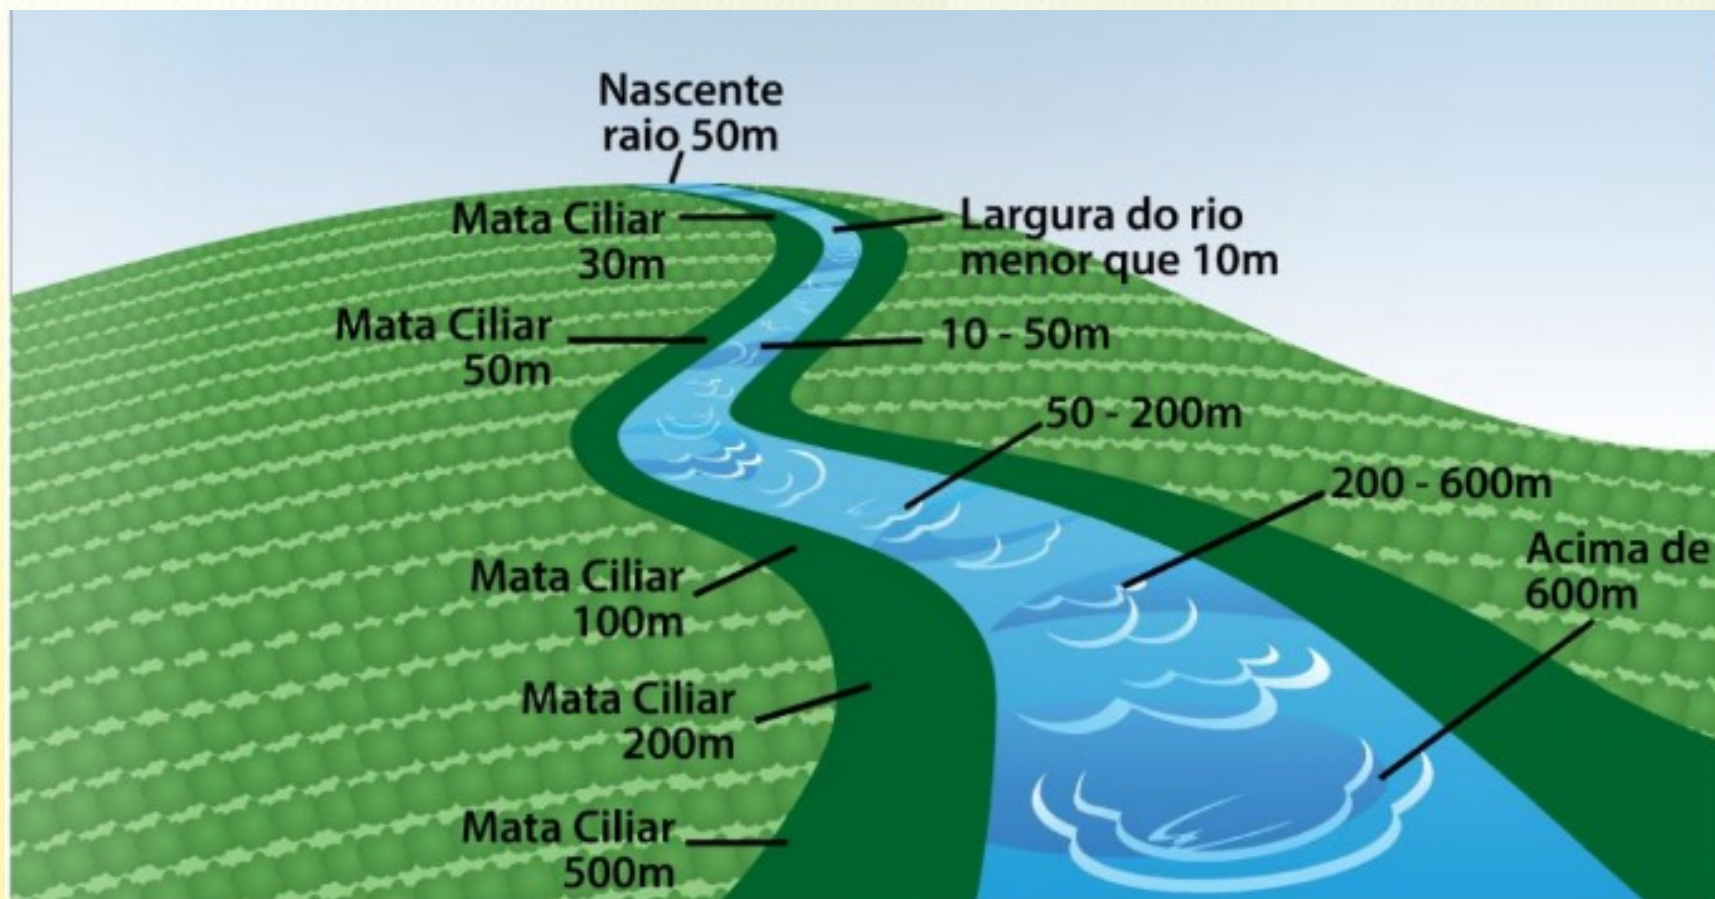 Nascente
raio 50m
Mata Ciliar
30m
Largura do rio
menor que 10m
Mata Ciliar
50m
10 - 50m
50 - 200m
200 - 600m
Acima de
600m
Mata Ciliar
100m
Mata Ciliar
200m
Mata Ciliar
500m